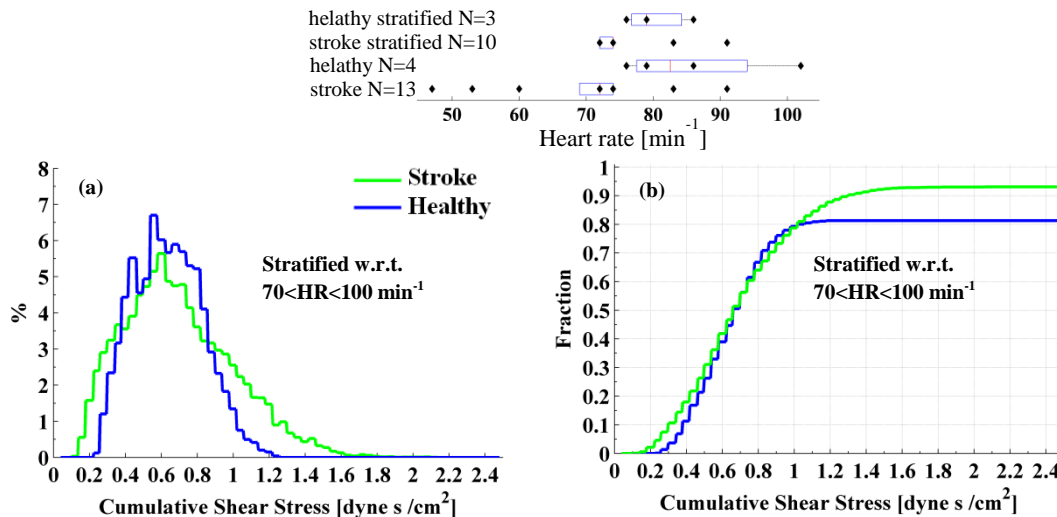 helathy stratified N=3
stroke stratified N=10
helathy N=4
stroke N=13
50 60 70 80 90 100
Heart rate [min-1]
(a)
Stroke
Healthy
Stratified w.r.t.
70<HR<100 min-1
%
8
7
6
5
4
3
2
1
0
0.2 0.4 0.6 0.8 1 1.2 1.4 1.6 1.8 2 2.2 2.4
Cumulative Shear Stress [dyne s /cm2]
(b)
Stratified w.r.t.
70<HR<100 min-1
Fraction
1
0.9
0.8
0.7
0.6
0.5
0.4
0.3
0.2
0.1
0
0.2 0.4 0.6 0.8 1 1.2 1.4 1.6 1.8 2 2.2 2.4
Cumulative Shear Stress [dyne s /cm2]